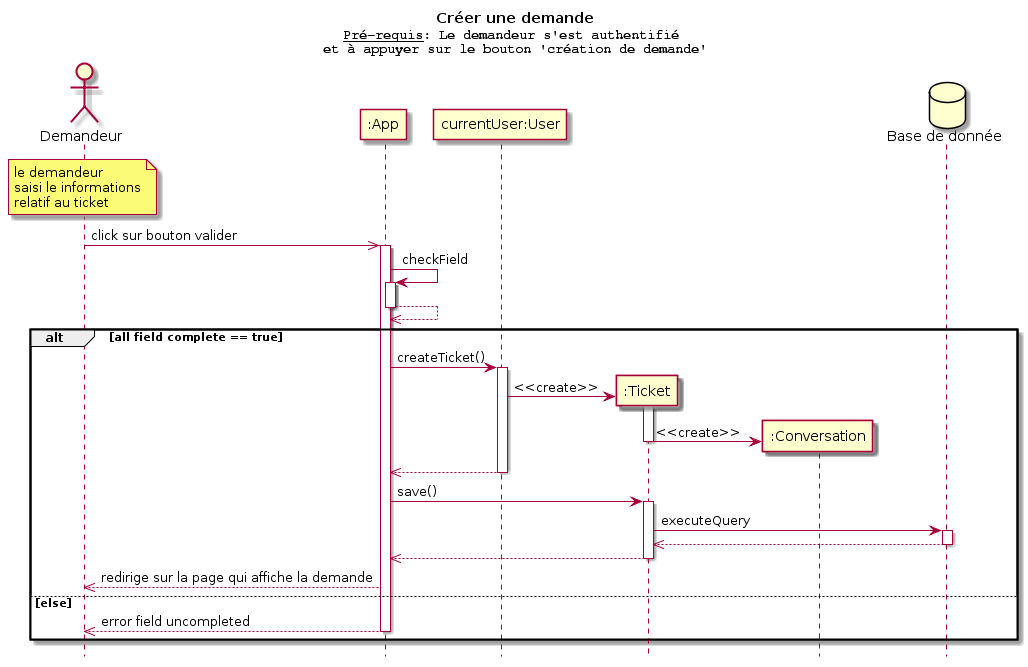 Créer une demande
Pré-requis: Le demandeur s'est authentifié
et à appuyer sur le bouton 'création de demande'
Demandeur
:App
currentUser:User
Base de donnée
le demandeur
saisi le informations
relatif au ticket
click sur bouton valider
checkField
alt
[all field complete == true]
createTicket()
<<create>>
:Ticket
<<create>>
:Conversation
save()
executeQuery
redirige sur la page qui affiche la demande
[else]
error field uncompleted